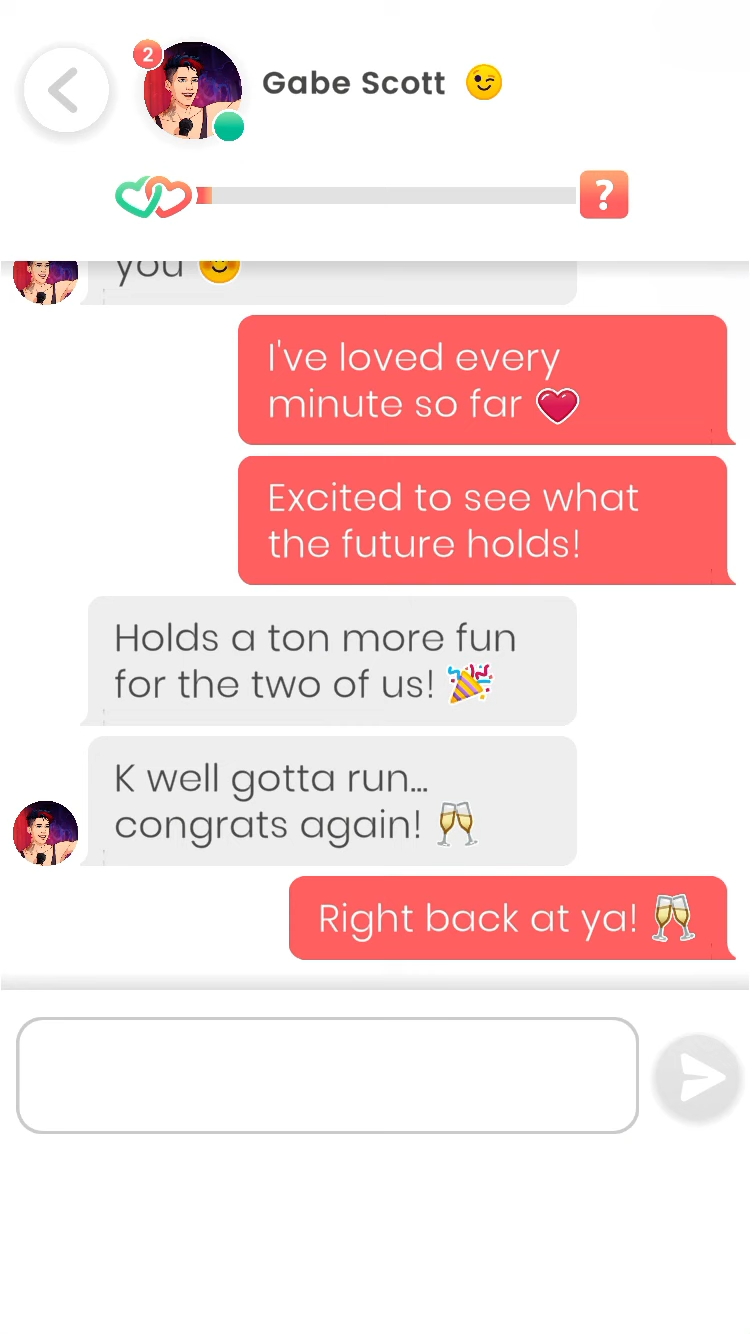 2
Gabe Scott 😉
?
you 🙂
I've loved every
minute so far ❤️
Excited to see what
the future holds!
Holds a ton more fun
for the two of us! 🎉
K well gotta run...
congrats again! 🥂
Right back at ya! 🥂